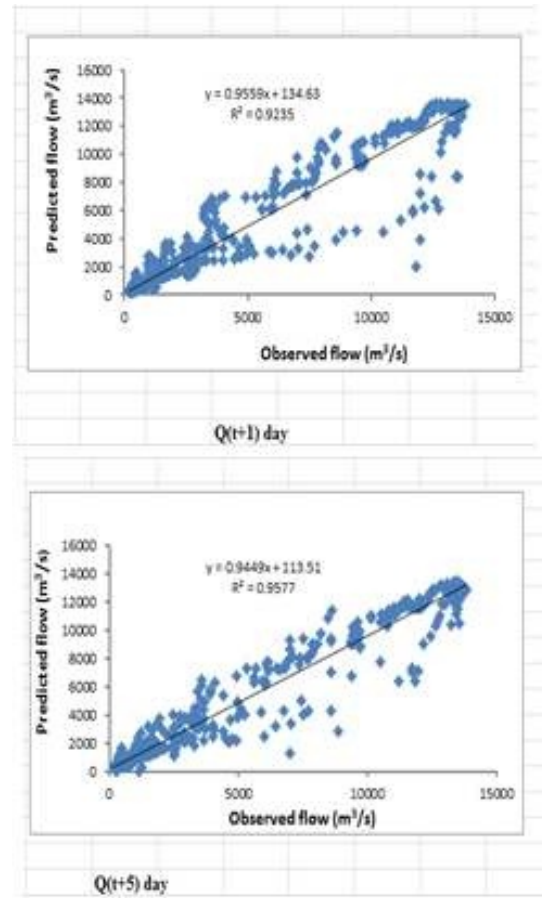 16000
14000
12000
10000
8000
6000
4000
2000
0
Predicted flow (m³/s)
y = 0.9559x + 134.63
R² = 0.9235
0 5000 10000 15000
Observed flow (m³/s)
Q(t+1) day
16000
14000
12000
10000
8000
6000
4000
2000
0
Predicted flow (m³/s)
y = 0.9449x + 113.51
R² = 0.9577
0 5000 10000 15000
Observed flow (m³/s)
Q(t+5) day